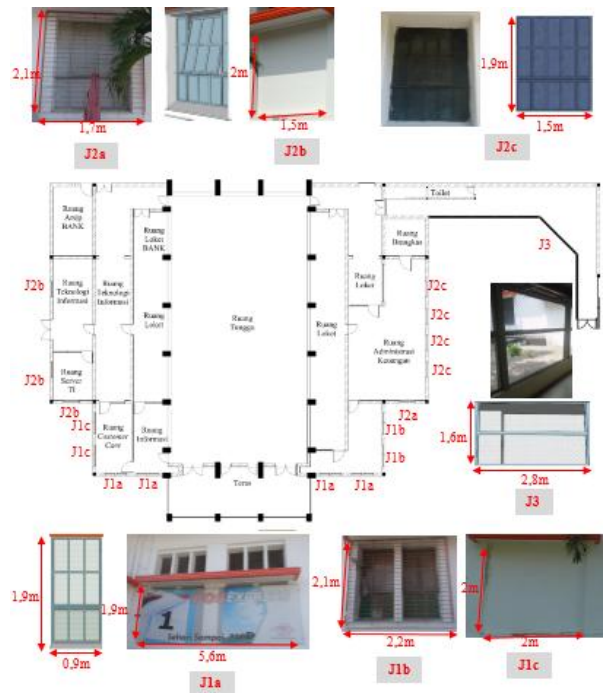 2,1m
1,7m
J2a
2m
1,5m
J2b
1,9m
1,5m
J2c
Toilet
Ruang
Arsip
BANK
Ruang
Loket
BANK
Ruang
J3
J2b
Ruang
Teknologi
Informasi
Ruang
Teknologi
Informasi
Ruang
Loket
Ruang
Tunggu
Ruang
Loket
Ruang
Loket
Ruang
Administrasi
Keuangan
J2c
J2c
J2c
J2c
J2b
Ruang
Server
TI
J2b
J1c
J1c
Ruang
Customer
Care
Ruang
Informasi
J2a
J1b
J1b
J1a
J1a
Teras
J1a
J1a
1,6m
2,8m
J3
1,9m
0,9m
1,9m
1
5,6m
J1a
2,1m
2,2m
J1b
2m
2m
J1c